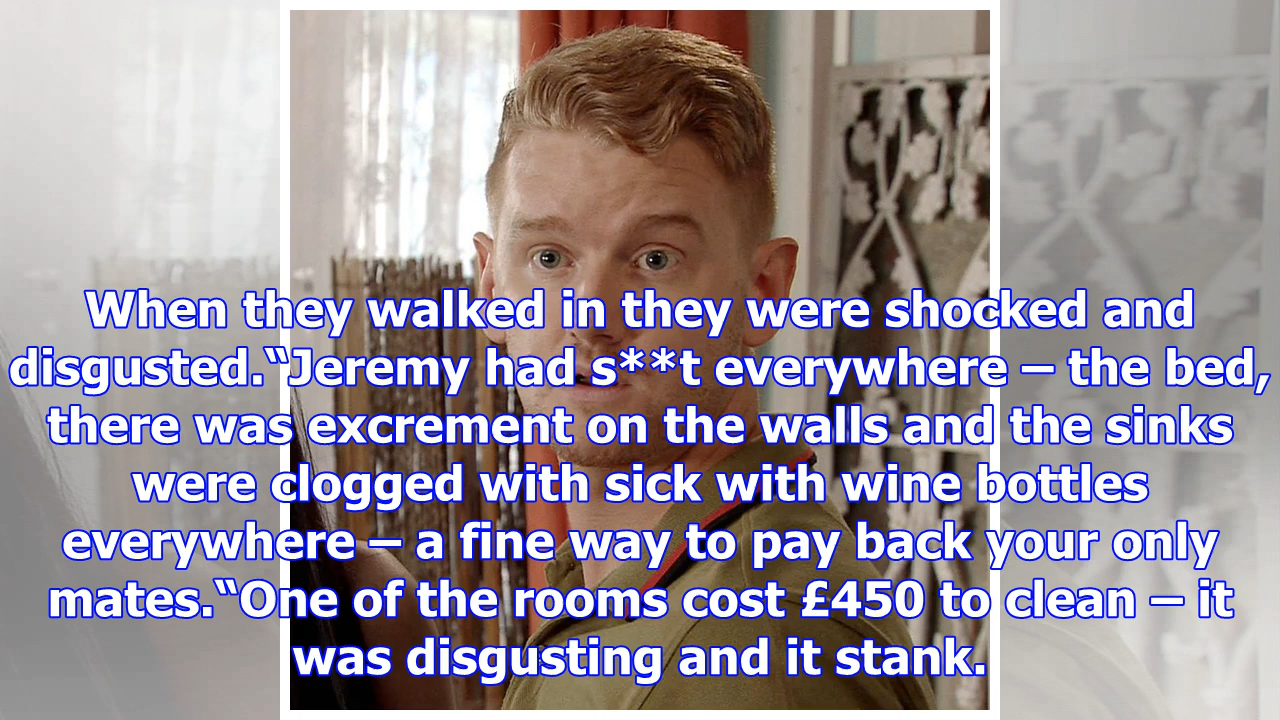 When they walked in they were shocked and
disgusted.“Jeremy had s**t everywhere – the bed,
there was excrement on the walls and the sinks
were clogged with sick with wine bottles
everywhere – a fine way to pay back your only
mates.“One of the rooms cost £450 to clean – it
was disgusting and it stank.